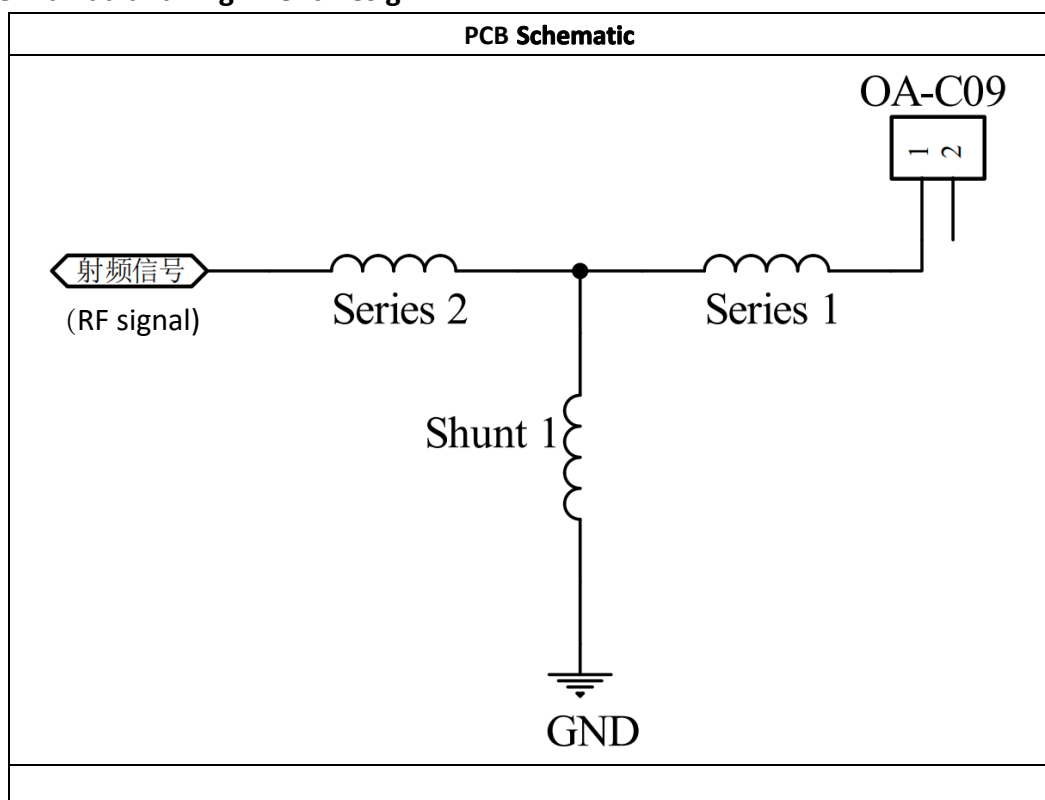 PCB Schematic
OA-C09
1 2
射频信号
（RF signal)
Series 2
Series 1
Shunt 1
GND